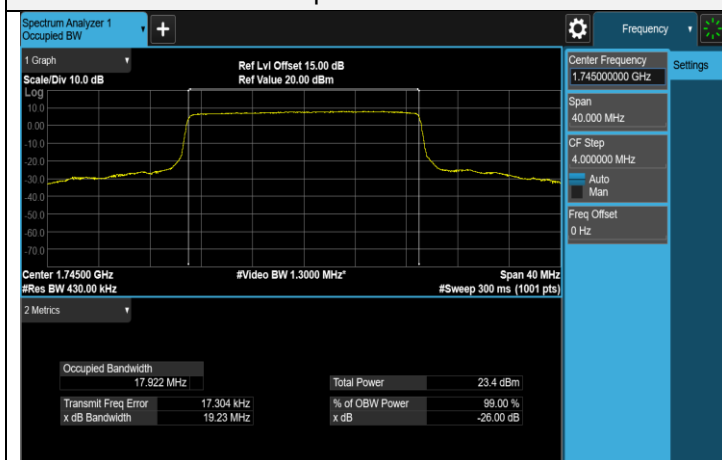 Spectrum Analyzer 1
Occupied BW
+
Frequency
1 Graph
Scale/Div 10.0 dB
Ref Lvl Offset 15.00 dB
Ref Value 20.00 dBm
Log
10.0
0.00
-10.0
-20.0
-30.0
-40.0
-50.0
-60.0
-70.0
Center 1.74500 GHz
#Video BW 1.3000 MHz*
Span 40 MHz
#Res BW 430.00 kHz
#Sweep 300 ms (1001 pts)
Center Frequency
1.745000000 GHz
Settings
Span
40.000 MHz
CF Step
4.000000 MHz
Auto
Man
Freq Offset
0 Hz
2 Metrics
Occupied Bandwidth
17.922 MHz
Total Power 23.4 dBm
Transmit Freq Error 17.304 kHz
% of OBW Power 99.00 %
x dB Bandwidth 19.23 MHz
x dB -26.00 dB